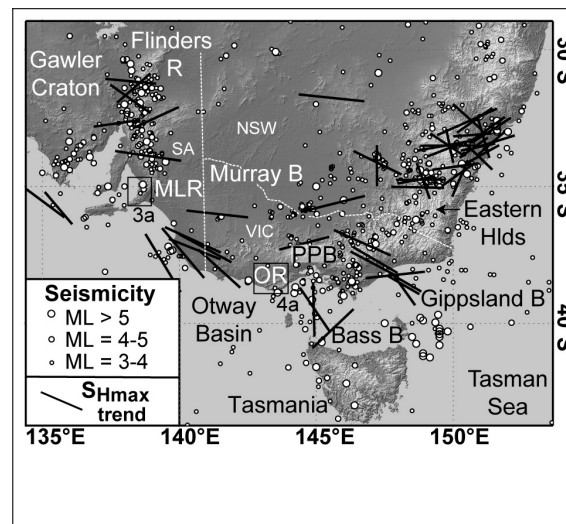 Flinders
R
Gawler
Craton
30°S
NSW
SA
Murray B
MLR
35°S
3a
Eastern
Hlds
VIC
PPB
OR
4a
Gippsland B
Otway
Basin
Bass B
40°S
Seismicity
ML > 5
ML = 4-5
ML = 3-4
SHmax
trend
Tasmania
Tasman
Sea
135°E
140°E
145°E
150°E